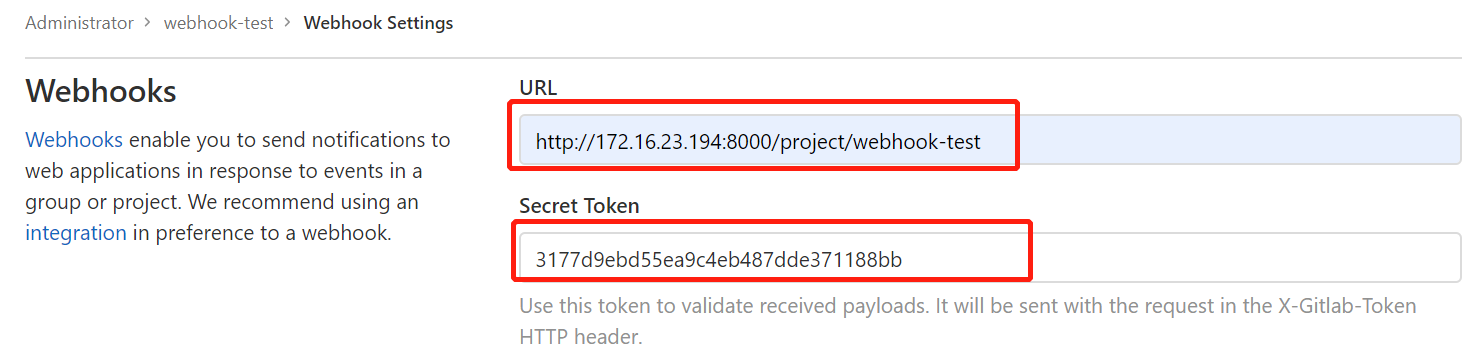 Administrator > webhook-test > Webhook Settings
Webhooks
Webhooks enable you to send notifications to
web applications in response to events in a
group or project. We recommend using an
integration in preference to a webhook.
URL
http://172.16.23.194:8000/project/webhook-test
Secret Token
3177d9ebd55ea9c4eb487dde371188bb
Use this token to validate received payloads. It will be sent with the request in the X-Gitlab-Token
HTTP header.